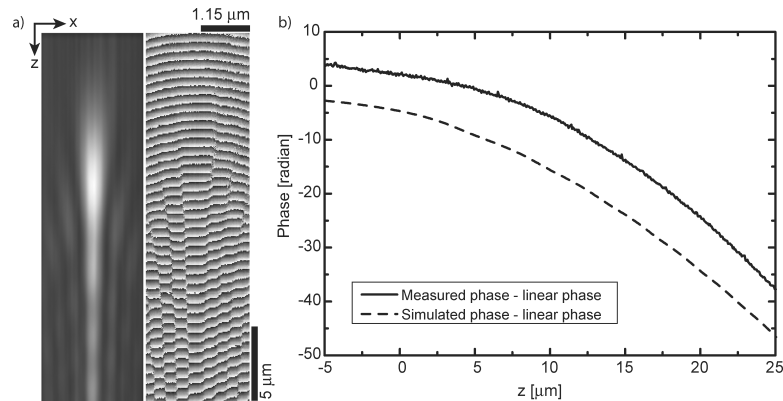 a)
x
z
1.15 μm
5 μm
b)
10
0
-10
-20
-30
-40
-50
Phase [radian]
Measured phase - linear phase
Simulated phase - linear phase
-5
0
5
10
15
20
25
z [μm]